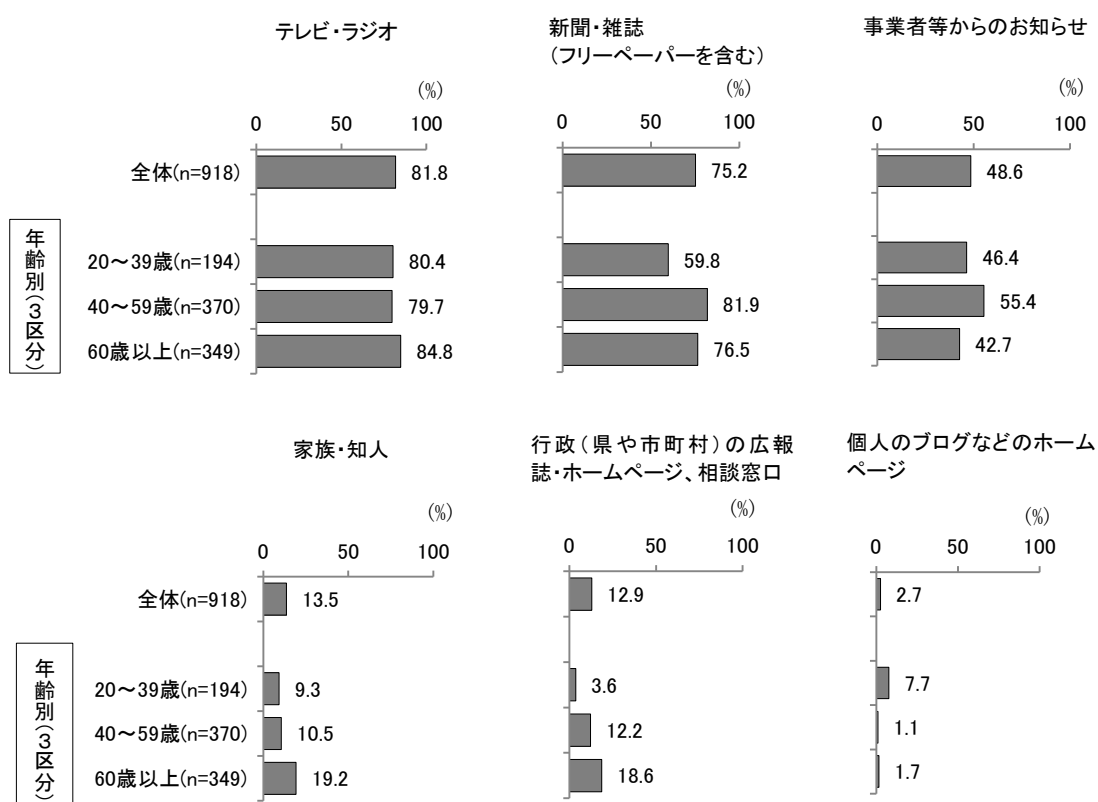 テレビ・ラジオ
新聞・雑誌
(フリーペーパーを含む)
事業者等からのお知らせ
(%)
(%)
(%)
0 50 100
0 50 100
0 50 100
全体(n=918) 81.8 75.2 48.6
年齢別(3区分)
20～39歳(n=194) 80.4 59.8 46.4
40～59歳(n=370) 79.7 81.9 55.4
60歳以上(n=349) 84.8 76.5 42.7
家族・知人
行政(県や市町村)の広報
誌・ホームページ、相談窓口
個人のブログなどのホーム
ページ
(%)
(%)
(%)
0 50 100
0 50 100
0 50 100
全体(n=918) 13.5 12.9 2.7
年齢別(3区分)
20～39歳(n=194) 9.3 3.6 7.7
40～59歳(n=370) 10.5 12.2 1.1
60歳以上(n=349) 19.2 18.6 1.7